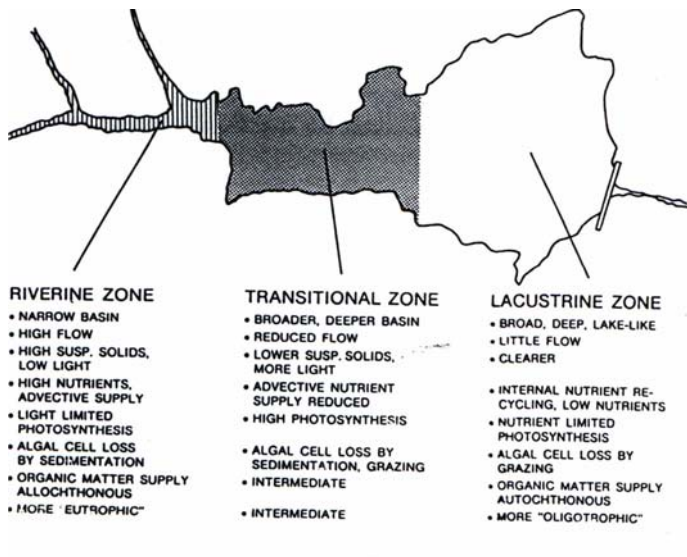 RIVERINE ZONE
• NARROW BASIN
• HIGH FLOW
• HIGH SUSP. SOLIDS,
LOW LIGHT
• HIGH NUTRIENTS,
ADVECTIVE SUPPLY
• LIGHT LIMITED
PHOTOSYNTHESIS
• ALGAL CELL LOSS
BY SEDIMENTATION
• ORGANIC MATTER SUPPLY
ALLOCHTHONOUS
• MORE "EUTROPHIC"
TRANSITIONAL ZONE
• BROADER, DEEPER BASIN
• REDUCED FLOW
• LOWER SUSP. SOLIDS,
MORE LIGHT
• ADVECTIVE NUTRIENT
SUPPLY REDUCED
• HIGH PHOTOSYNTHESIS
• ALGAL CELL LOSS BY
SEDIMENTATION, GRAZING
• INTERMEDIATE
• INTERMEDIATE
LACUSTRINE ZONE
• BROAD, DEEP, LAKE-LIKE
• LITTLE FLOW
• CLEARER
• INTERNAL NUTRIENT RE-
CYCLING, LOW NUTRIENTS
• NUTRIENT LIMITED
PHOTOSYNTHESIS
• ALGAL CELL LOSS BY
GRAZING
• ORGANIC MATTER SUPPLY
AUTOCHTHONOUS
• MORE "OLIGOTROPHIC"